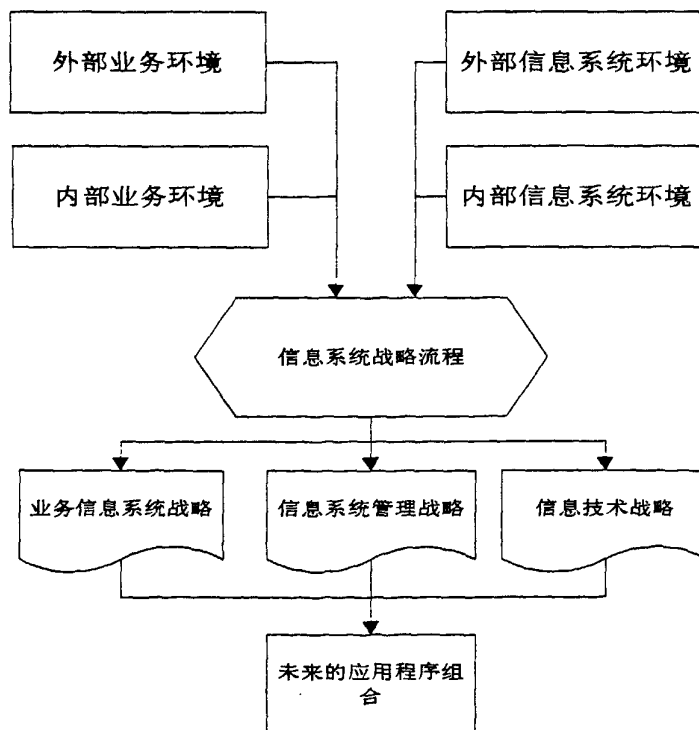 外部业务环境
外部信息系统环境
内部业务环境
内部信息系统环境
信息系统战略流程
业务信息系统战略
信息系统管理战略
信息技术战略
未来的应用程序组
合